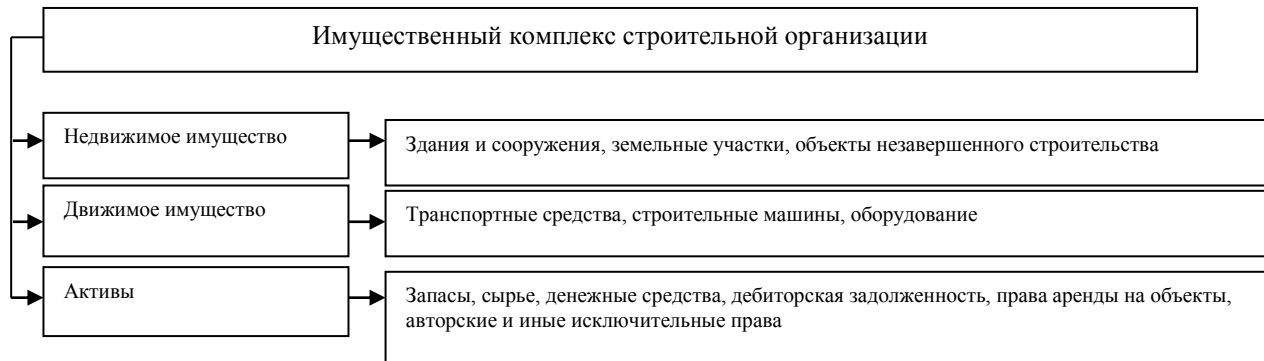 Имущественный комплекс строительной организации
Недвижимое имущество
Здания и сооружения, земельные участки, объекты незавершенного строительства
Движимое имущество
Транспортные средства, строительные машины, оборудование
Активы
Запасы, сырье, денежные средства, дебиторская задолженность, права аренды на объекты,
авторские и иные исключительные права